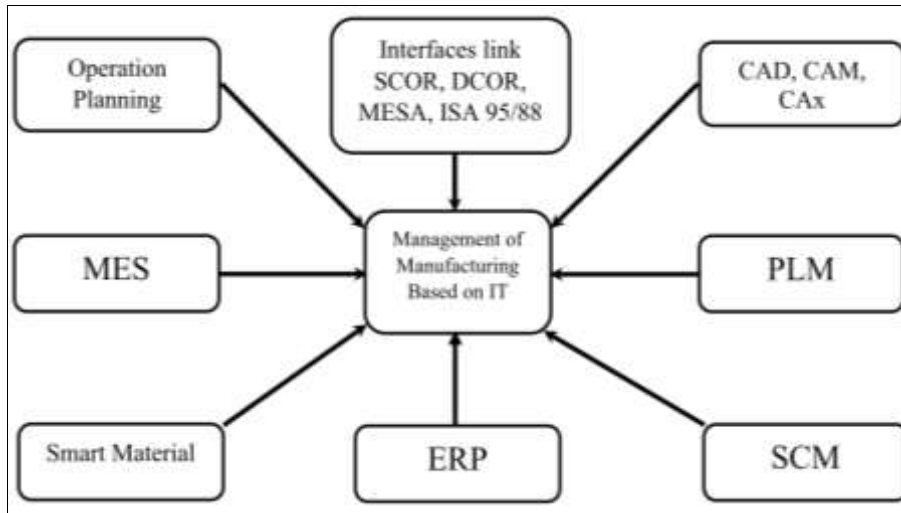 Operation
Planning
Interfaces link
SCOR, DCOR,
MESA, ISA 95/88
CAD, CAM,
CAx
MES
Management of
Manufacturing
Based on IT
PLM
Smart Material
ERP
SCM